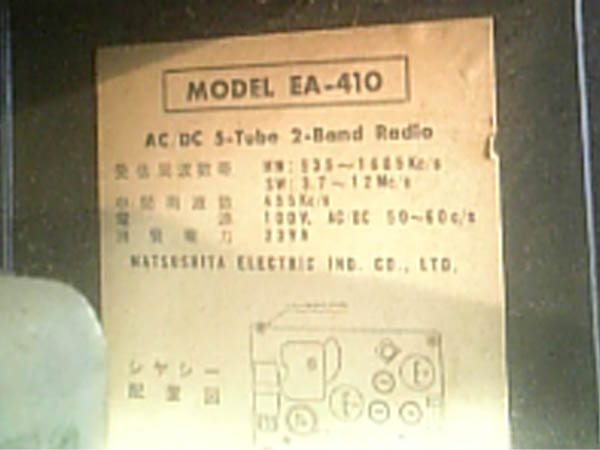 MODEL EA-410
AC/DC 5-Tube 2-Band Radio
受信周波数帯 MW: 535~1605Kc/s
SW: 3.7~12Mc/s
中間周波数 455Kc/s
電源 100V, AC/DC 50~60c/s
消費電力 23VA
MATSUSHITA ELECTRIC IND. CO., LTD.
シヤシー
配置図